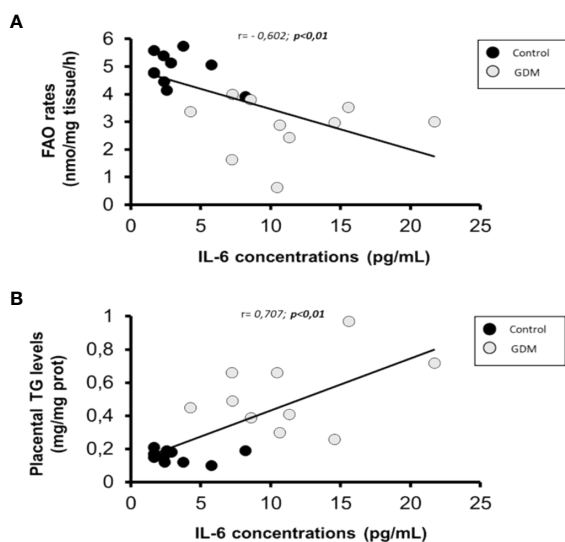 A
r= - 0,602; p<0,01
Control
GDM
6
5
4
3
2
1
0
FAO rates
(nmo/mg tissue/h)
0 5 10 15 20 25
IL-6 concentrations (pg/mL)
B
r= 0,707; p<0,01
Control
GDM
1
0,8
0,6
0,4
0,2
0
Placental TG levels
(mg/mg prot)
0 5 10 15 20 25
IL-6 concentrations (pg/mL)